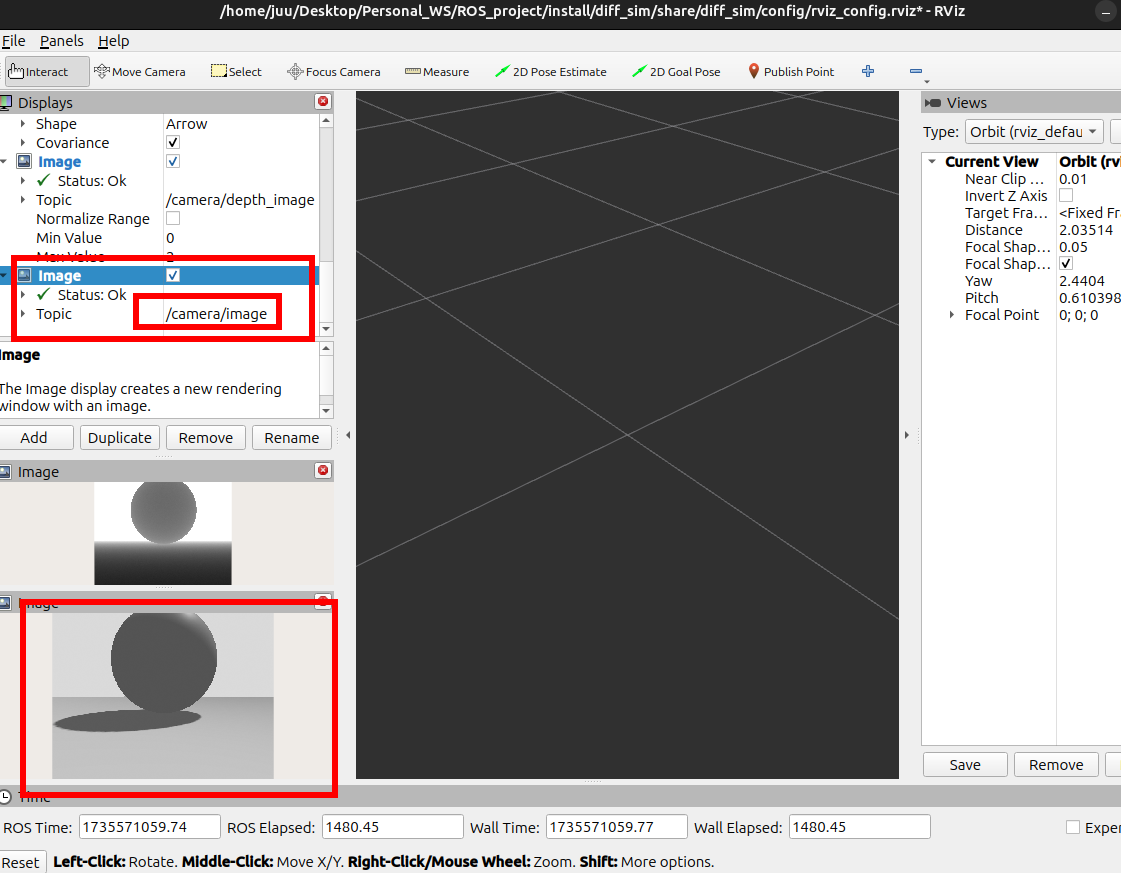 /home/juu/Desktop/Personal_WS/ROS_project/install/diff_sim/share/diff_sim/config/rviz_config.rviz* - RViz
File Panels Help
Interact Move Camera Select Focus Camera Measure 2D Pose Estimate 2D Goal Pose Publish Point
Displays
Shape Arrow
Covariance
Image
Status: Ok
Topic /camera/depth_image
Normalize Range
Min Value 0
Max Value 2
Image
Status: Ok
Topic /camera/image
Image
The Image display creates a new rendering
window with an image.
Add Duplicate Remove Rename
Image
Image
Views
Type: Orbit (rviz_defau
Current View Orbit (rvi
Near Clip ... 0.01
Invert Z Axis
Target Fra... <Fixed Fra
Distance 2.03514
Focal Shap... 0.05
Focal Shap...
Yaw 2.4404
Pitch 0.610398
Focal Point 0; 0; 0
Save Remove
Time
ROS Time: 1735571059.74 ROS Elapsed: 1480.45 Wall Time: 1735571059.77 Wall Elapsed: 1480.45 Exper
Reset Left-Click: Rotate. Middle-Click: Move X/Y. Right-Click/Mouse Wheel: Zoom. Shift: More options.